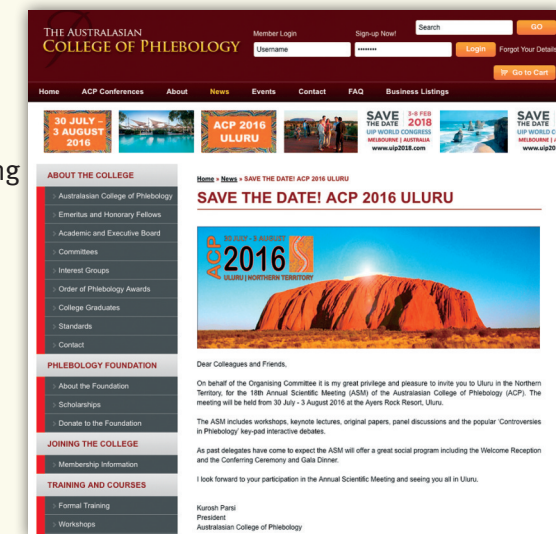 ng
THE AUSTRALASIAN
COLLEGE OF PHLEBOLOGY
Member Login
Sign-up Now!
Search
GO
Username
••••••••
Login
Forgot Your Details
Go to Cart
Home ACP Conferences About News Events Contact FAQ Business Listings
30 JULY –
3 AUGUST
2016
ACP 2016
ULURU
SAVE THE DATE
3-8 FEB 2018
UIP WORLD CONGRESS
MELBOURNE | AUSTRALIA
www.uip2018.com
SAVE THE DATE
UIP WORLD C
MELBOURNE | A
www.uip20
ABOUT THE COLLEGE
Australasian College of Phlebology
Emeritus and Honorary Fellows
Academic and Executive Board
Committees
Interest Groups
Order of Phlebology Awards
College Graduates
Standards
Contact
PHLEBOLOGY FOUNDATION
About the Foundation
Scholarships
Donate to the Foundation
JOINING THE COLLEGE
Membership Information
TRAINING AND COURSES
Formal Training
Workshops
Home » News » SAVE THE DATE! ACP 2016 ULURU
SAVE THE DATE! ACP 2016 ULURU
ACP
30 JULY - 3 AUGUST
2016
ULURU | NORTHERN TERRITORY
Dear Colleagues and Friends,
On behalf of the Organising Committee it is my great privilege and pleasure to invite you to Uluru in the Northern
Territory, for the 18th Annual Scientific Meeting (ASM) of the Australasian College of Phlebology (ACP). The
meeting will be held from 30 July - 3 August 2016 at the Ayers Rock Resort, Uluru.
The ASM includes workshops, keynote lectures, original papers, panel discussions and the popular 'Controversies
in Phlebology' key-pad interactive debates.
As past delegates have come to expect the ASM will offer a great social program including the Welcome Reception
and the Conferring Ceremony and Gala Dinner.
I look forward to your participation in the Annual Scientific Meeting and seeing you all in Uluru.
Kurosh Parsi
President
Australasian College of Phlebology